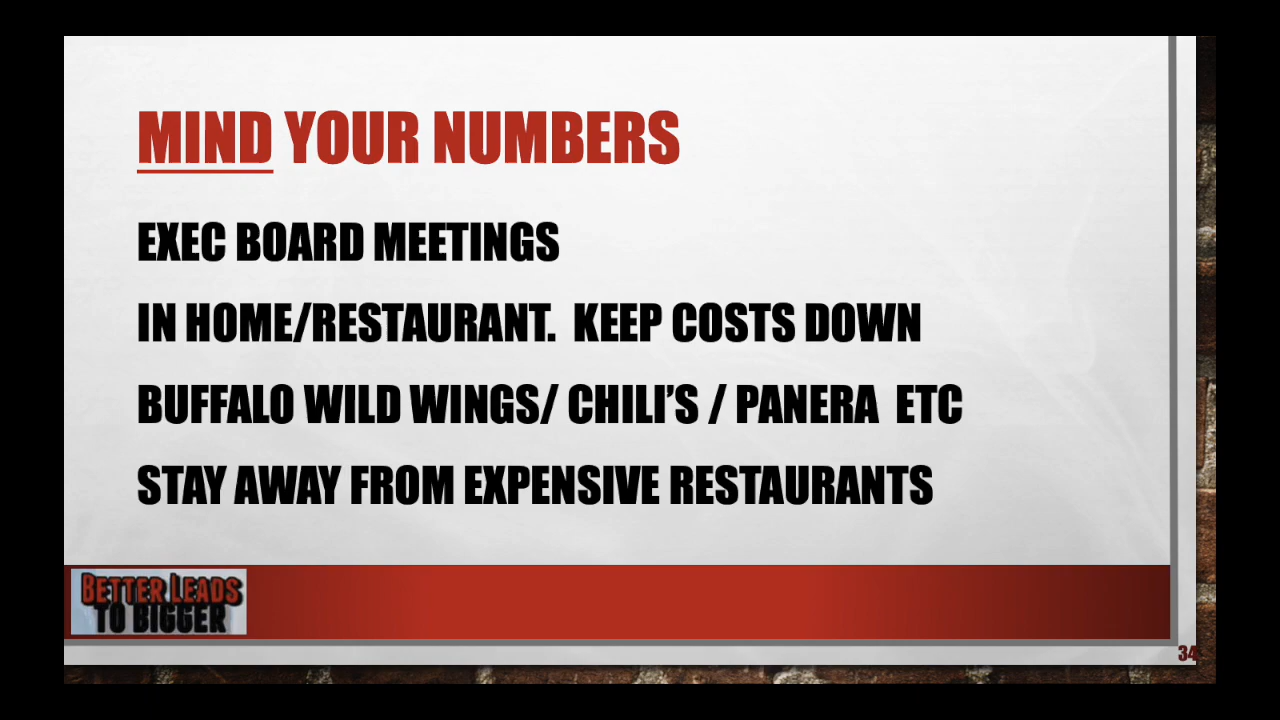 MIND YOUR NUMBERS
EXEC BOARD MEETINGS
IN HOME/RESTAURANT.  KEEP COSTS DOWN
BUFFALO WILD WINGS/ CHILI’S / PANERA  ETC
STAY AWAY FROM EXPENSIVE RESTAURANTS
BETTER LEADS
TO BIGGER
34